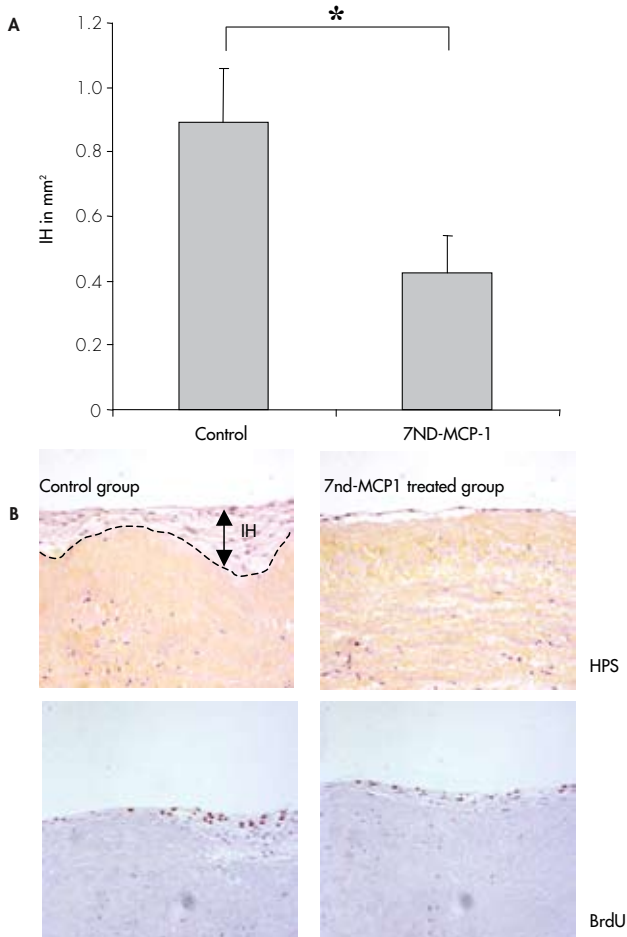 A
*
1.2
1.0
0.8
0.6
0.4
0.2
0
IH in mm²
Control
7ND-MCP-1
B
Control group
7nd-MCP1 treated group
IH
HPS
BrdU